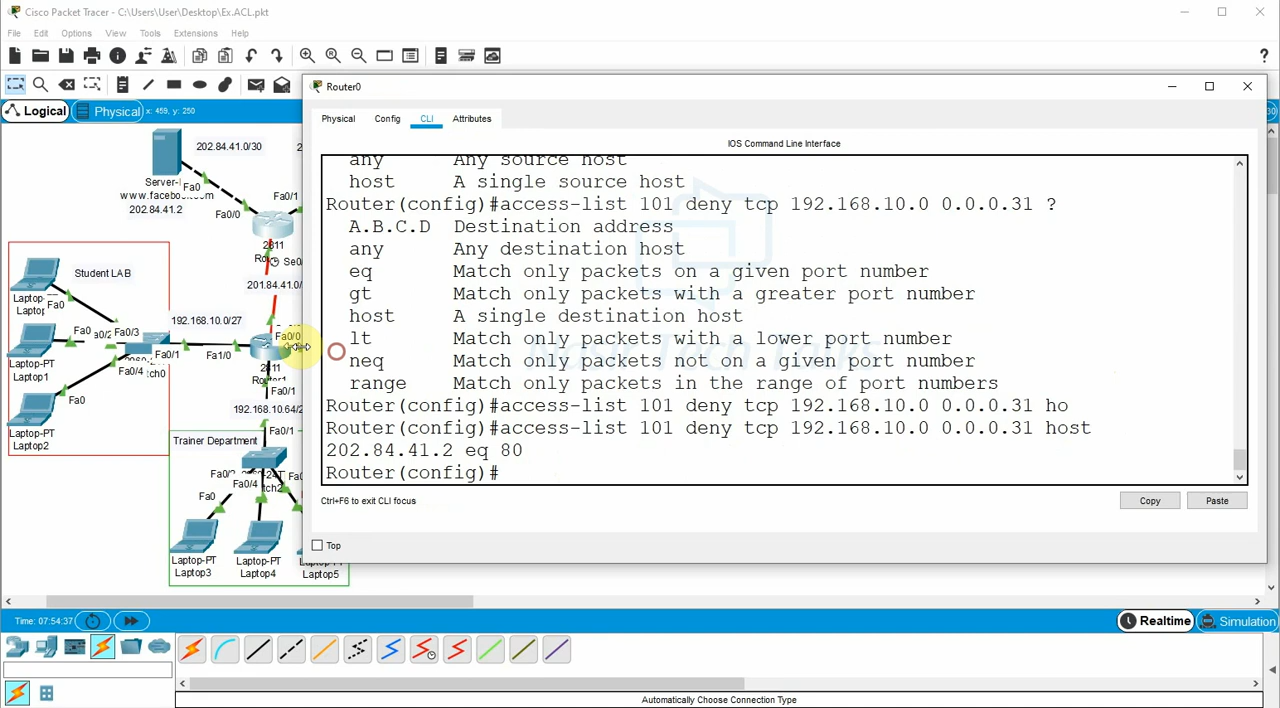 Cisco Packet Tracer - C:\Users\User\Desktop\Ex.ACL.pkt
File Edit Options View Tools Extensions Help
?
Logical Physical x: 459, y: 250
Router0
Physical Config CLI Attributes
IOS Command Line Interface
any Any source host
host A single source host
Router(config)#access-list 101 deny tcp 192.168.10.0 0.0.0.31 ?
A.B.C.D Destination address
any Any destination host
eq Match only packets on a given port number
gt Match only packets with a greater port number
host A single destination host
lt Match only packets with a lower port number
neq Match only packets not on a given port number
range Match only packets in the range of port numbers
Router(config)#access-list 101 deny tcp 192.168.10.0 0.0.0.31 ho
Router(config)#access-list 101 deny tcp 192.168.10.0 0.0.0.31 host
202.84.41.2 eq 80
Router(config)#
Ctrl+F6 to exit CLI focus
Copy Paste
Top
202.84.41.0/30
Server-
Fa0
www.facebook.com
202.84.41.2
Fa0/1
Fa0/0
2811
Se0
201.84.41.0/
Student LAB
Laptop-
Fa0
Laptop
192.168.10.0/27
Fa0/3
Fa0
Fa0/0
Fa0/1
Fa1/0
Laptop-PT
Laptop1
Fa0/4
2811
Router1
Fa0
Fa0/1
Laptop-PT
Laptop2
192.168.10.64/2
Trainer Department
Fa0/1
Fa0/4
Fa0
Fa0
Laptop-PT
Laptop3
Laptop-PT
Laptop4
Laptop5
Time: 07:54:37
Realtime Simulation
Automatically Choose Connection Type